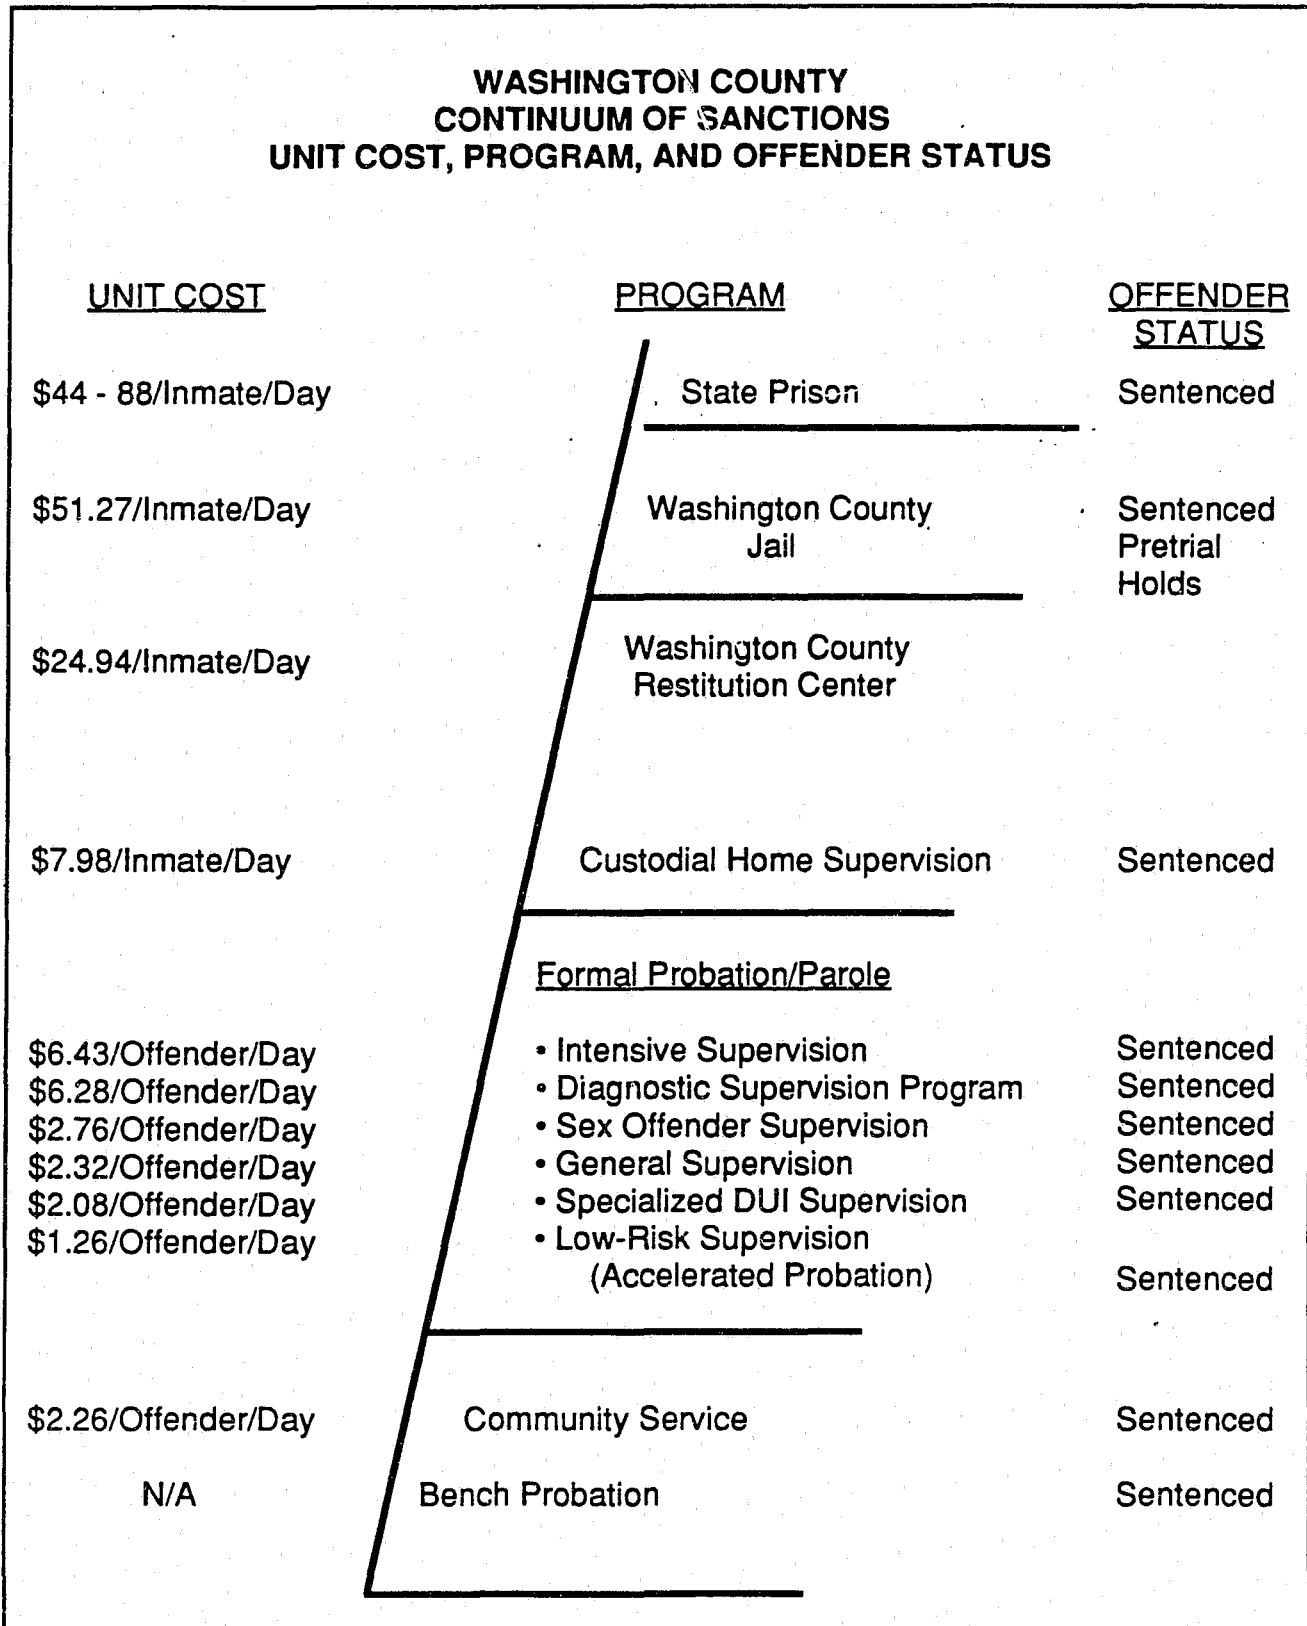 WASHINGTON COUNTY
CONTINUUM OF SANCTIONS
UNIT COST, PROGRAM, AND OFFENDER STATUS
UNIT COST PROGRAM OFFENDER
STATUS
$44 - 88/Inmate/Day State Prison Sentenced
$51.27/Inmate/Day Washington County Sentenced
Jail Pretrial
Holds
$24.94/Inmate/Day Washington County
Restitution Center
$7.98/Inmate/Day Custodial Home Supervision Sentenced
Formal Probation/Parole
$6.43/Offender/Day • Intensive Supervision Sentenced
$6.28/Offender/Day • Diagnostic Supervision Program Sentenced
$2.76/Offender/Day • Sex Offender Supervision Sentenced
$2.32/Offender/Day • General Supervision Sentenced
$2.08/Offender/Day • Specialized DUI Supervision Sentenced
$1.26/Offender/Day • Low-Risk Supervision
(Accelerated Probation) Sentenced
$2.26/Offender/Day Community Service Sentenced
N/A Bench Probation Sentenced